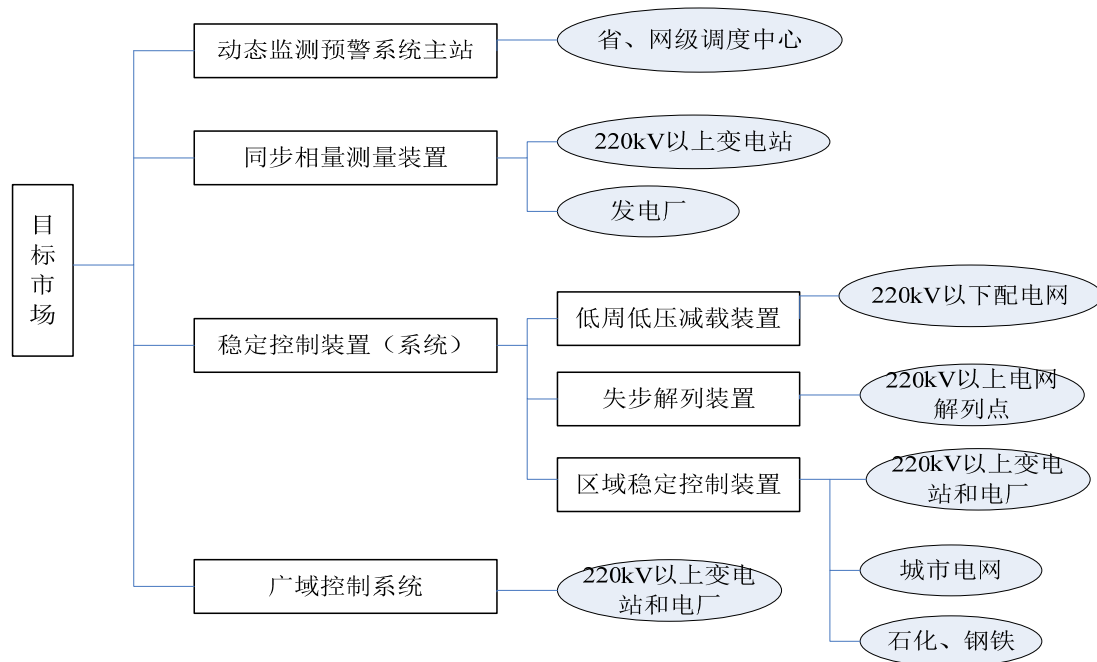 动态监测预警系统主站
省、网级调度中心
同步相量测量装置
220kV以上变电站
发电厂
目
标
市
场
稳定控制装置（系统）
低周低压减载装置
220kV以下配电网
失步解列装置
220kV以上电网
解列点
区域稳定控制装置
220kV以上变电
站和电厂
城市电网
石化、钢铁
广域控制系统
220kV以上变电
站和电厂